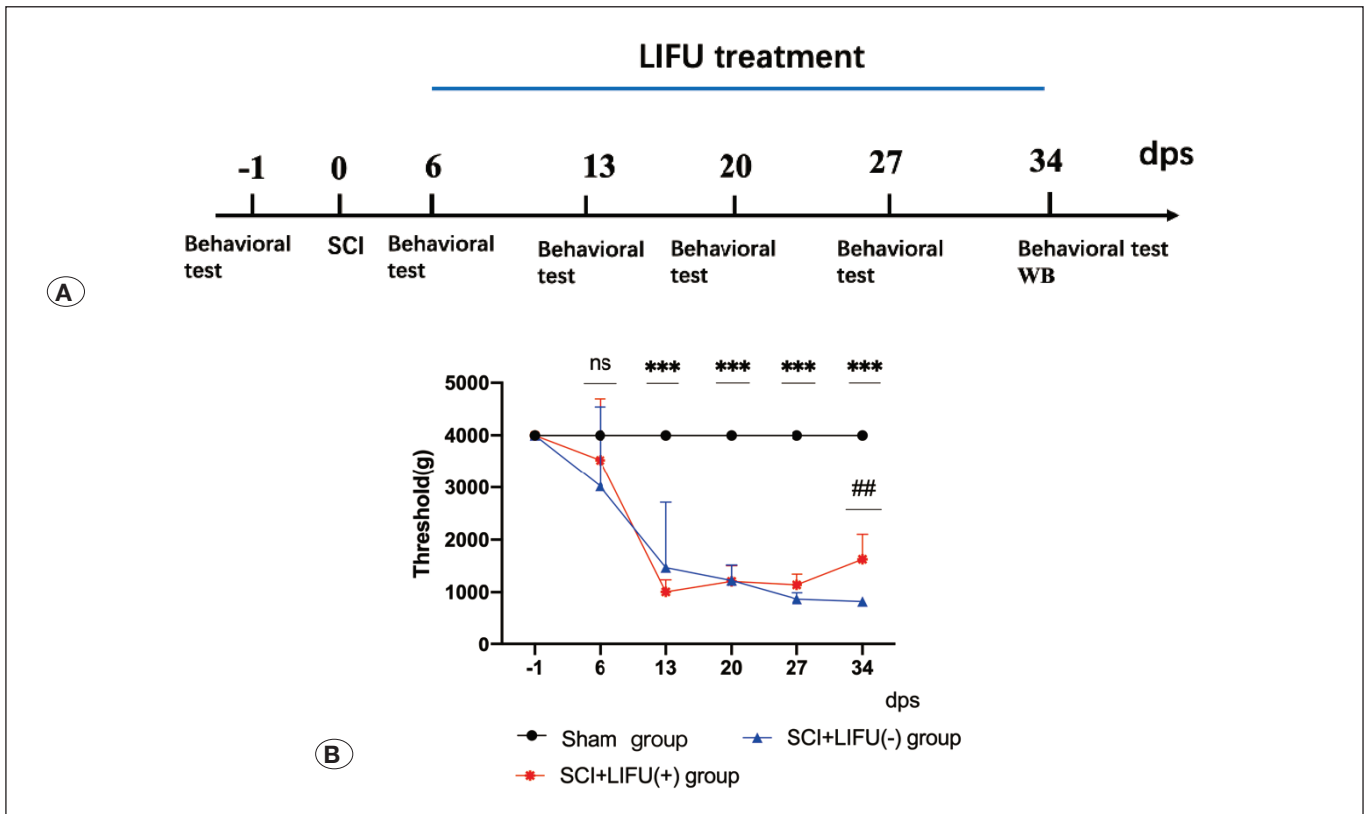 LIFU treatment
-1 0 6 13 20 27 34 dps
Behavioral test
SCI
Behavioral test
Behavioral test
Behavioral test
Behavioral test
Behavioral test
WB
A
ns *** *** *** ***
##
Threshold(g)
5000
4000
3000
2000
1000
0
-1 6 13 20 27 34
dps
Sham group
SCI+LIFU(-) group
SCI+LIFU(+) group
B